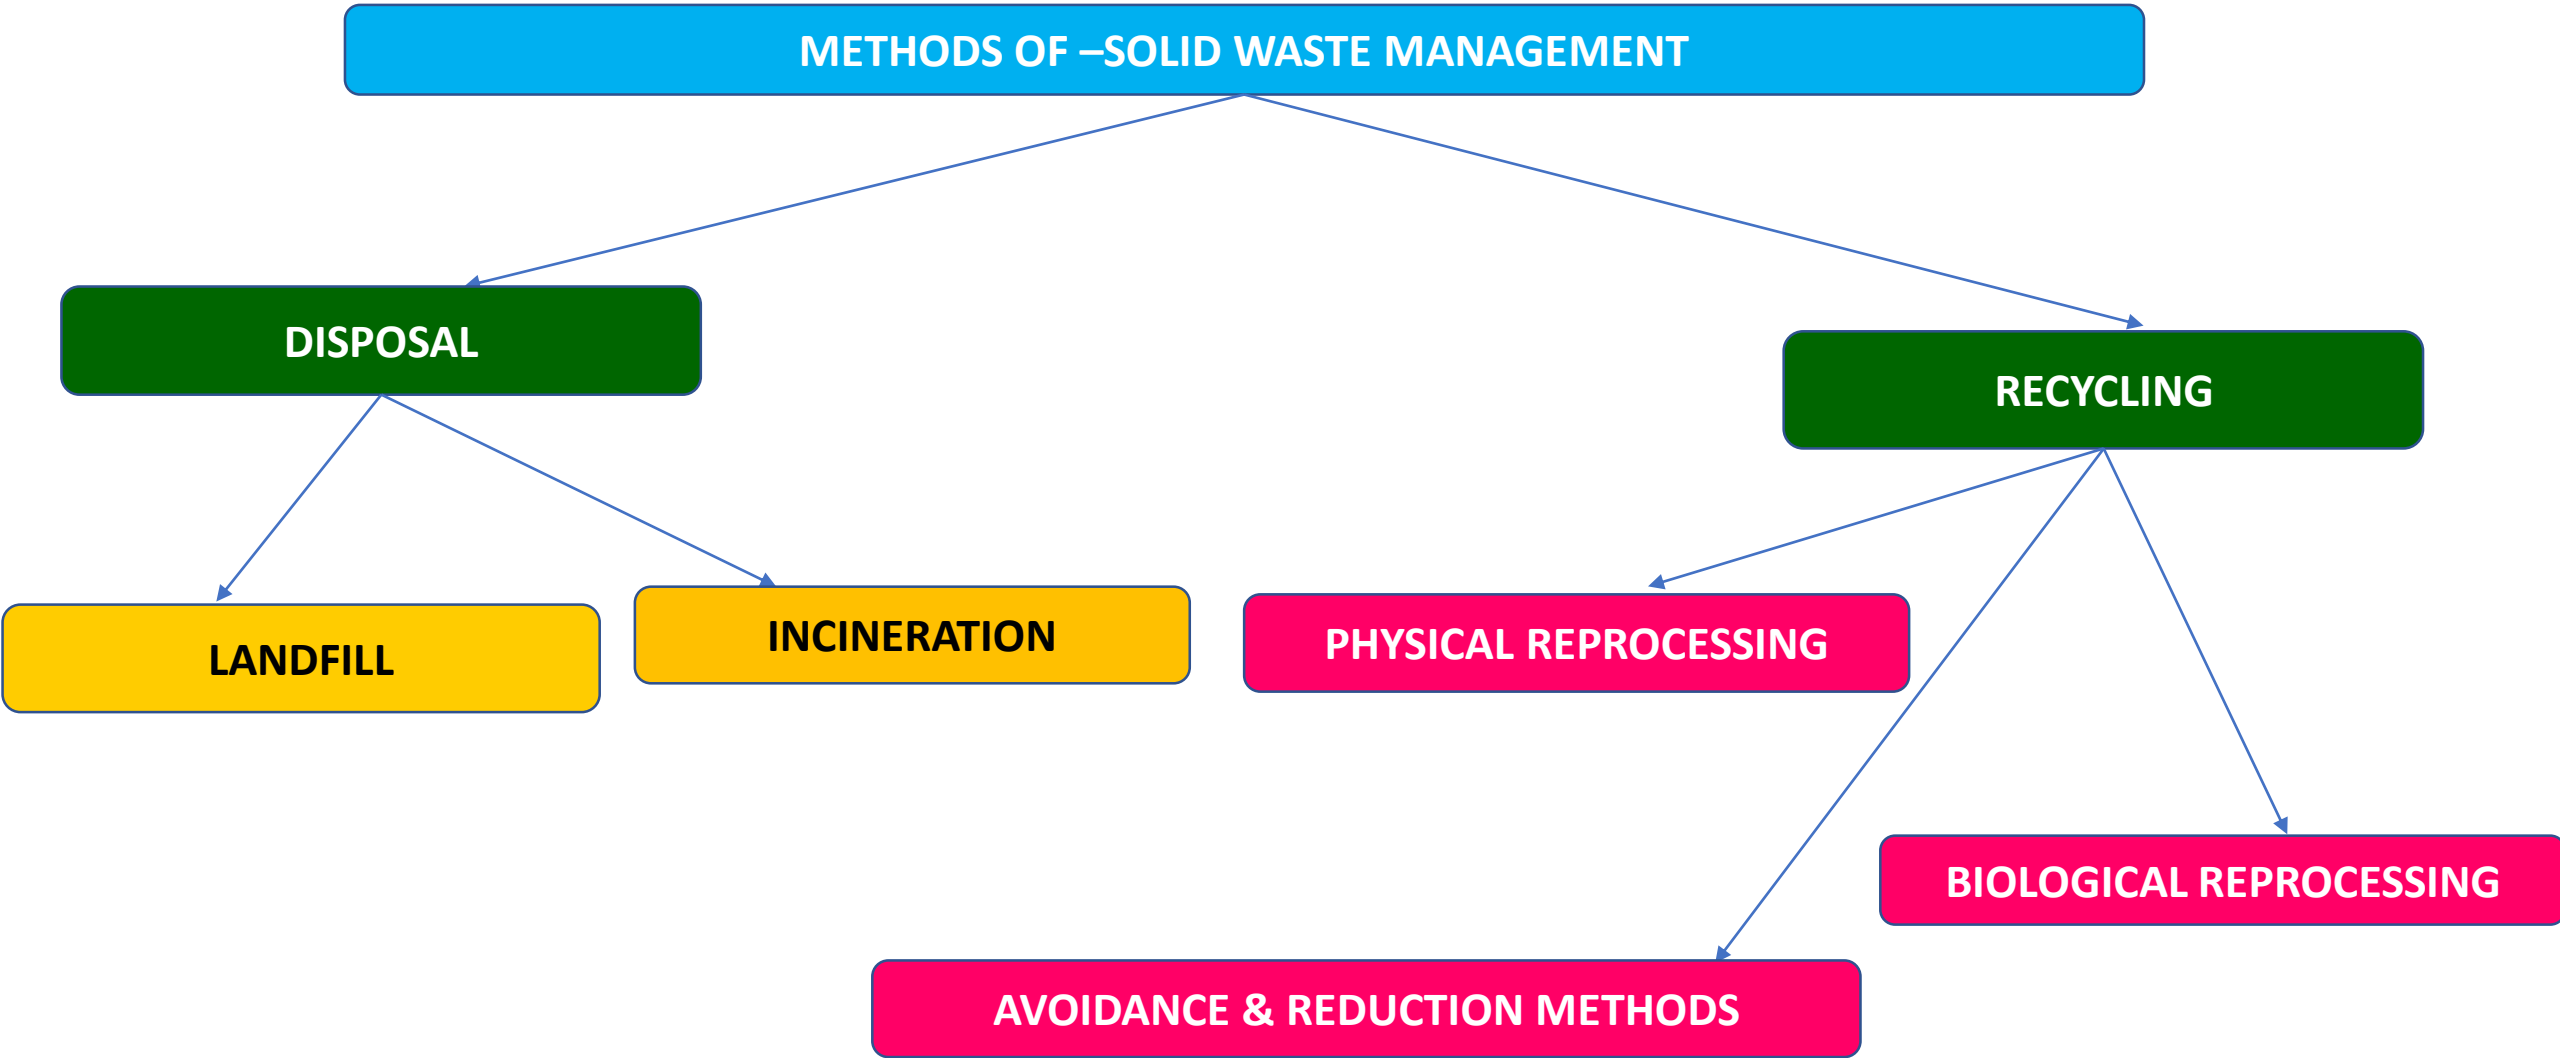 METHODS OF –SOLID WASTE MANAGEMENT
DISPOSAL
RECYCLING
LANDFILL
INCINERATION
PHYSICAL REPROCESSING
BIOLOGICAL REPROCESSING
AVOIDANCE & REDUCTION METHODS